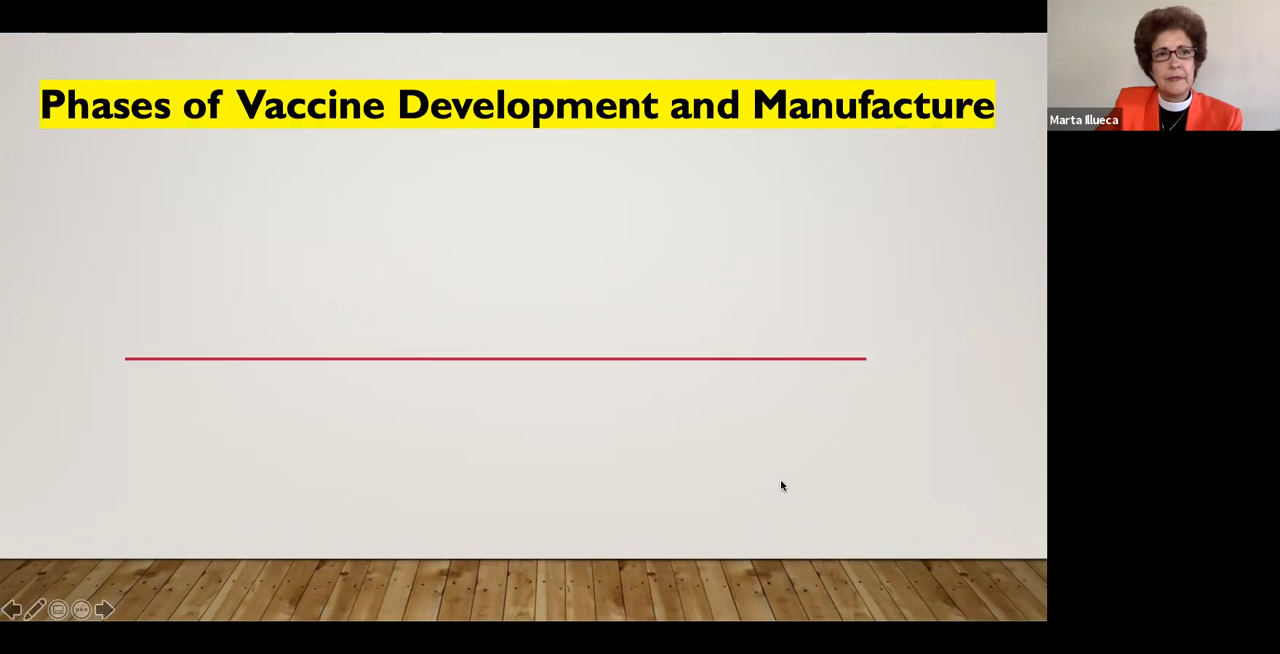 Phases of Vaccine Development and Manufacture
Marta Illueca